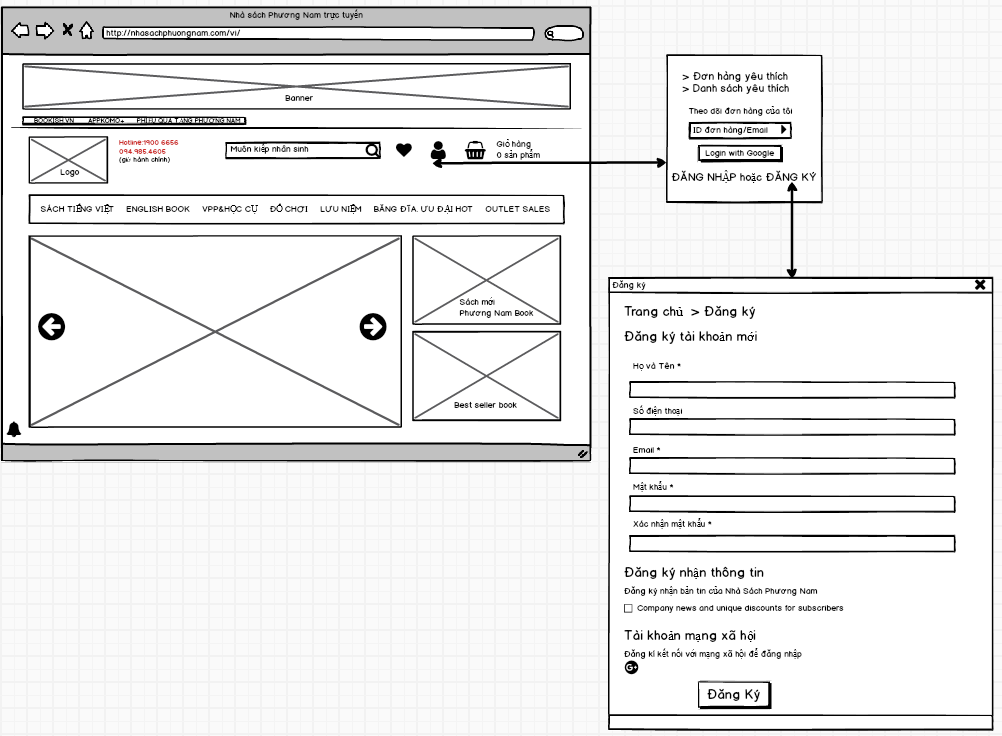 Nhà sách Phương Nam trực tuyến
http://nhasachphuongnam.com/vi/
Banner
BOOKISH.VN APPKOMO+ PHIẾU QUÀ TẶNG PHƯƠNG NAM
Logo
Hotline:1900 6656
094.985.4605
(giờ hành chính)
Muôn kiếp nhân sinh
Giỏ hàng
0 sản phẩm
SÁCH TIẾNG VIỆT ENGLISH BOOK VPP&HỌC CỤ ĐỒ CHƠI LƯU NIỆM BĂNG ĐĨA. ƯU ĐẠI HOT OUTLET SALES
Sách mới
Phương Nam Book
Best seller book
> Đơn hàng yêu thích
> Danh sách yêu thích
Theo dõi đơn hàng của tôi
ID đơn hàng/Email
Login with Google
ĐĂNG NHẬP hoặc ĐĂNG KÝ
Đăng ký
Trang chủ > Đăng ký
Đăng ký tài khoản mới
Họ và Tên *
Số điện thoại
Email *
Mật khẩu *
Xác nhận mật khẩu *
Đăng ký nhận thông tin
Đăng ký nhận bản tin của Nhà Sách Phương Nam
Company news and unique discounts for subscribers
Tài khoản mạng xã hội
Đăng kí kết nối với mạng xã hội để đăng nhập
G+
Đăng Ký